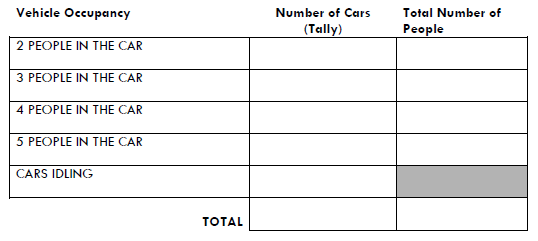 Vehicle Occupancy Number of Cars Total Number of
(Tally) People
2 PEOPLE IN THE CAR
3 PEOPLE IN THE CAR
4 PEOPLE IN THE CAR
5 PEOPLE IN THE CAR
CARS IDLING
TOTAL